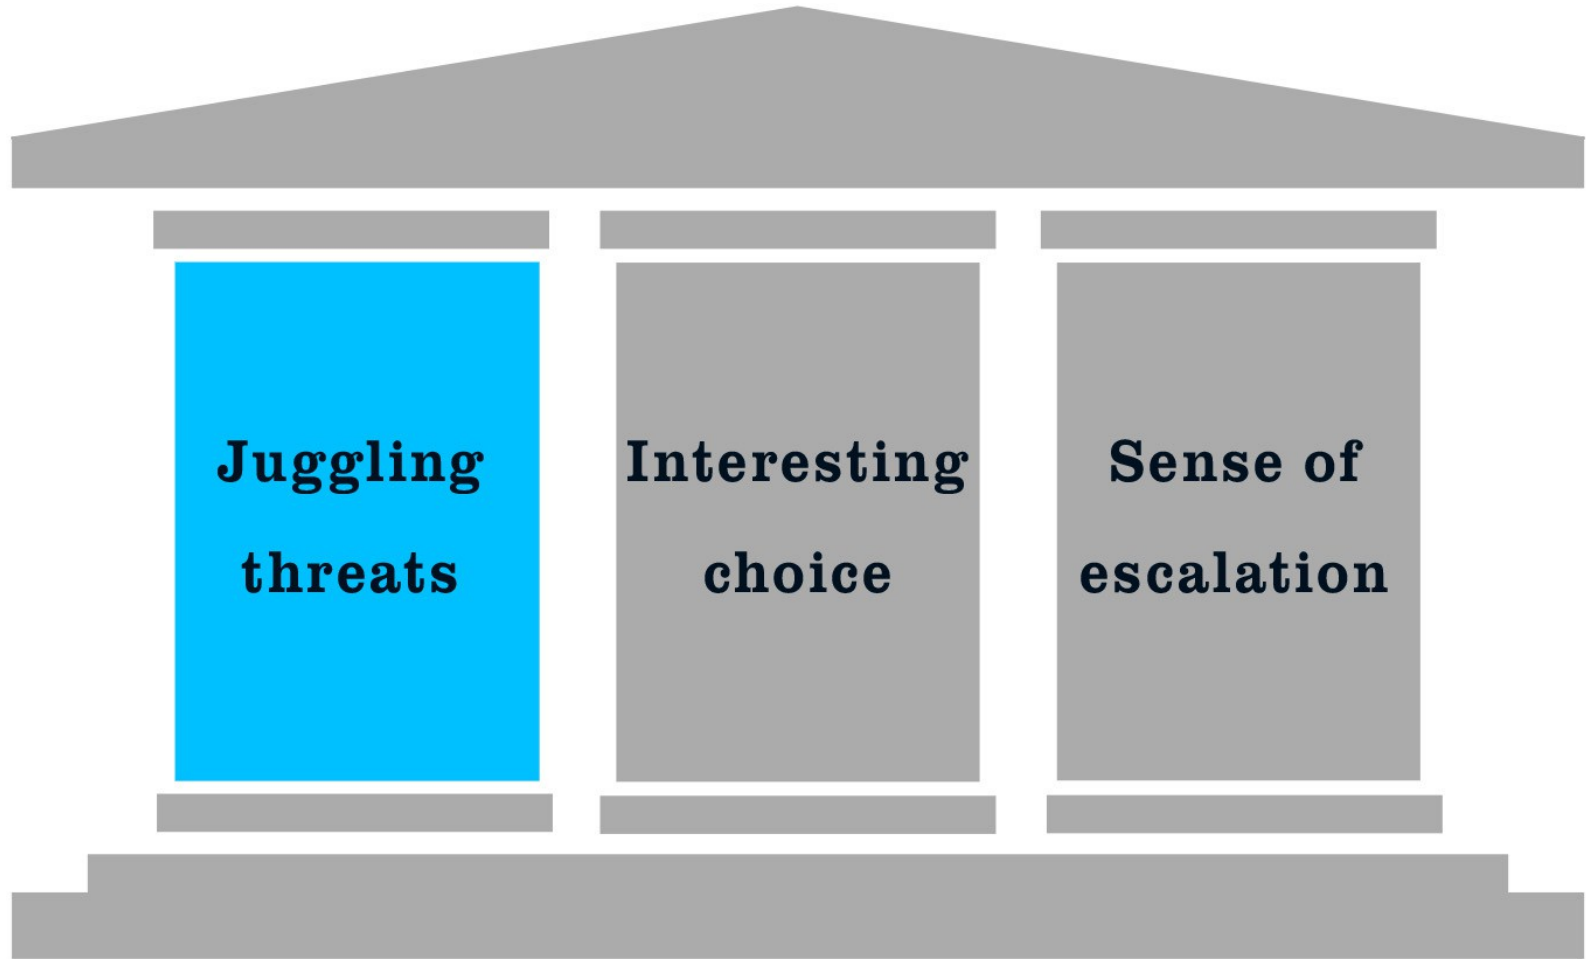 Juggling
threats
Interesting
choice
Sense of
escalation